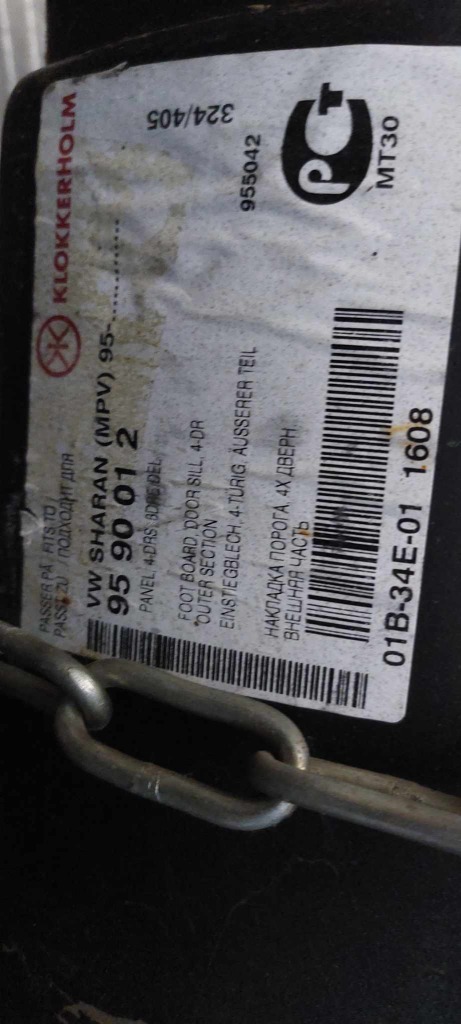 KLOKKERHOLM
324/405
PASSER PÅ / FITS TO
PASST ZU / ПОДХОДИТ ДЛЯ
VW SHARAN (MPV) 95-............
955042
95 90 01 2
PANEL, 4-DRS,
FOOT BOARD, DOOR SILL, 4-DR
OUTER SECTION
EINSTIEGBLECH, 4-TÜRIG, ÄUSSERER TEIL
НАКЛАДКА ПОРОГА, 4Х ДВЕРН.
ВНЕШНЯЯ ЧАСТЬ
РСТ
MT30
01B-34E-01 1608